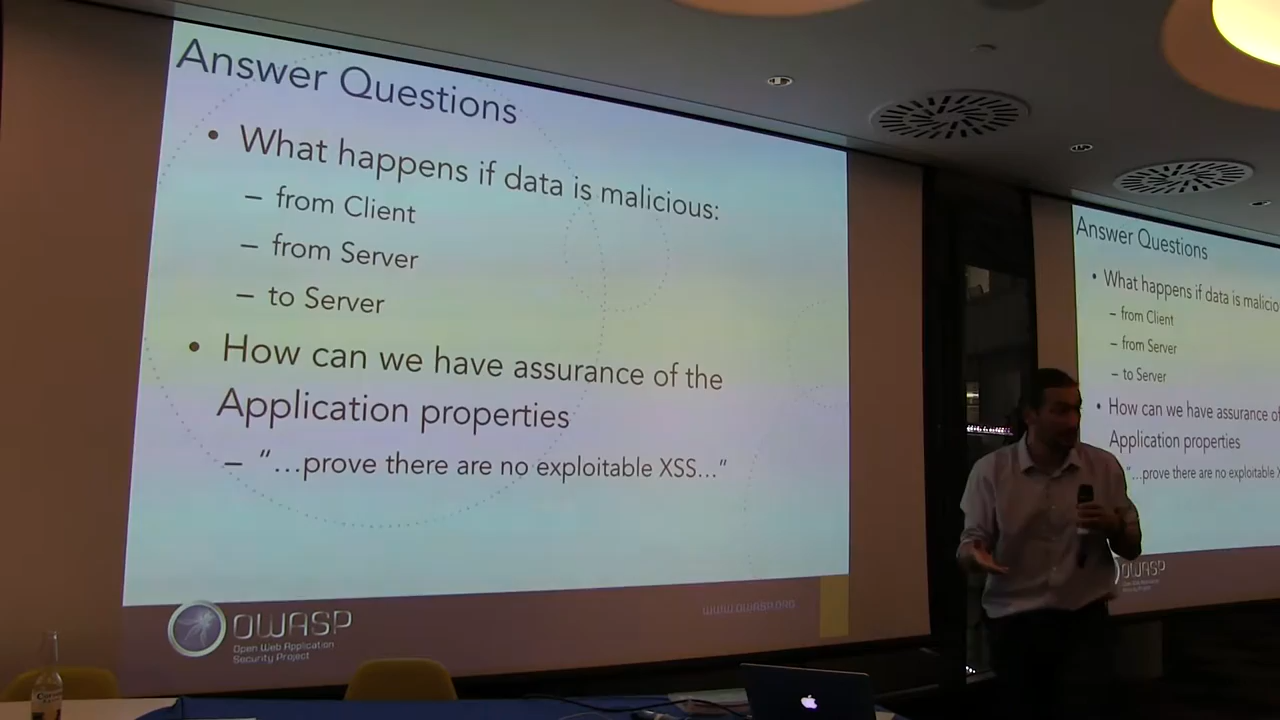 Answer Questions
• What happens if data is malicious:
– from Client
– from Server
– to Server
• How can we have assurance of the
Application properties
– “...prove there are no exploitable XSS...”
OWASP
Open Web Application
Security Project
www.owasp.org
Answer Questions
• What happens if data is malicio
– from Client
– from Server
– to Server
• How can we have assurance of
Application properties
“...prove there are no exploitable X
OWASP